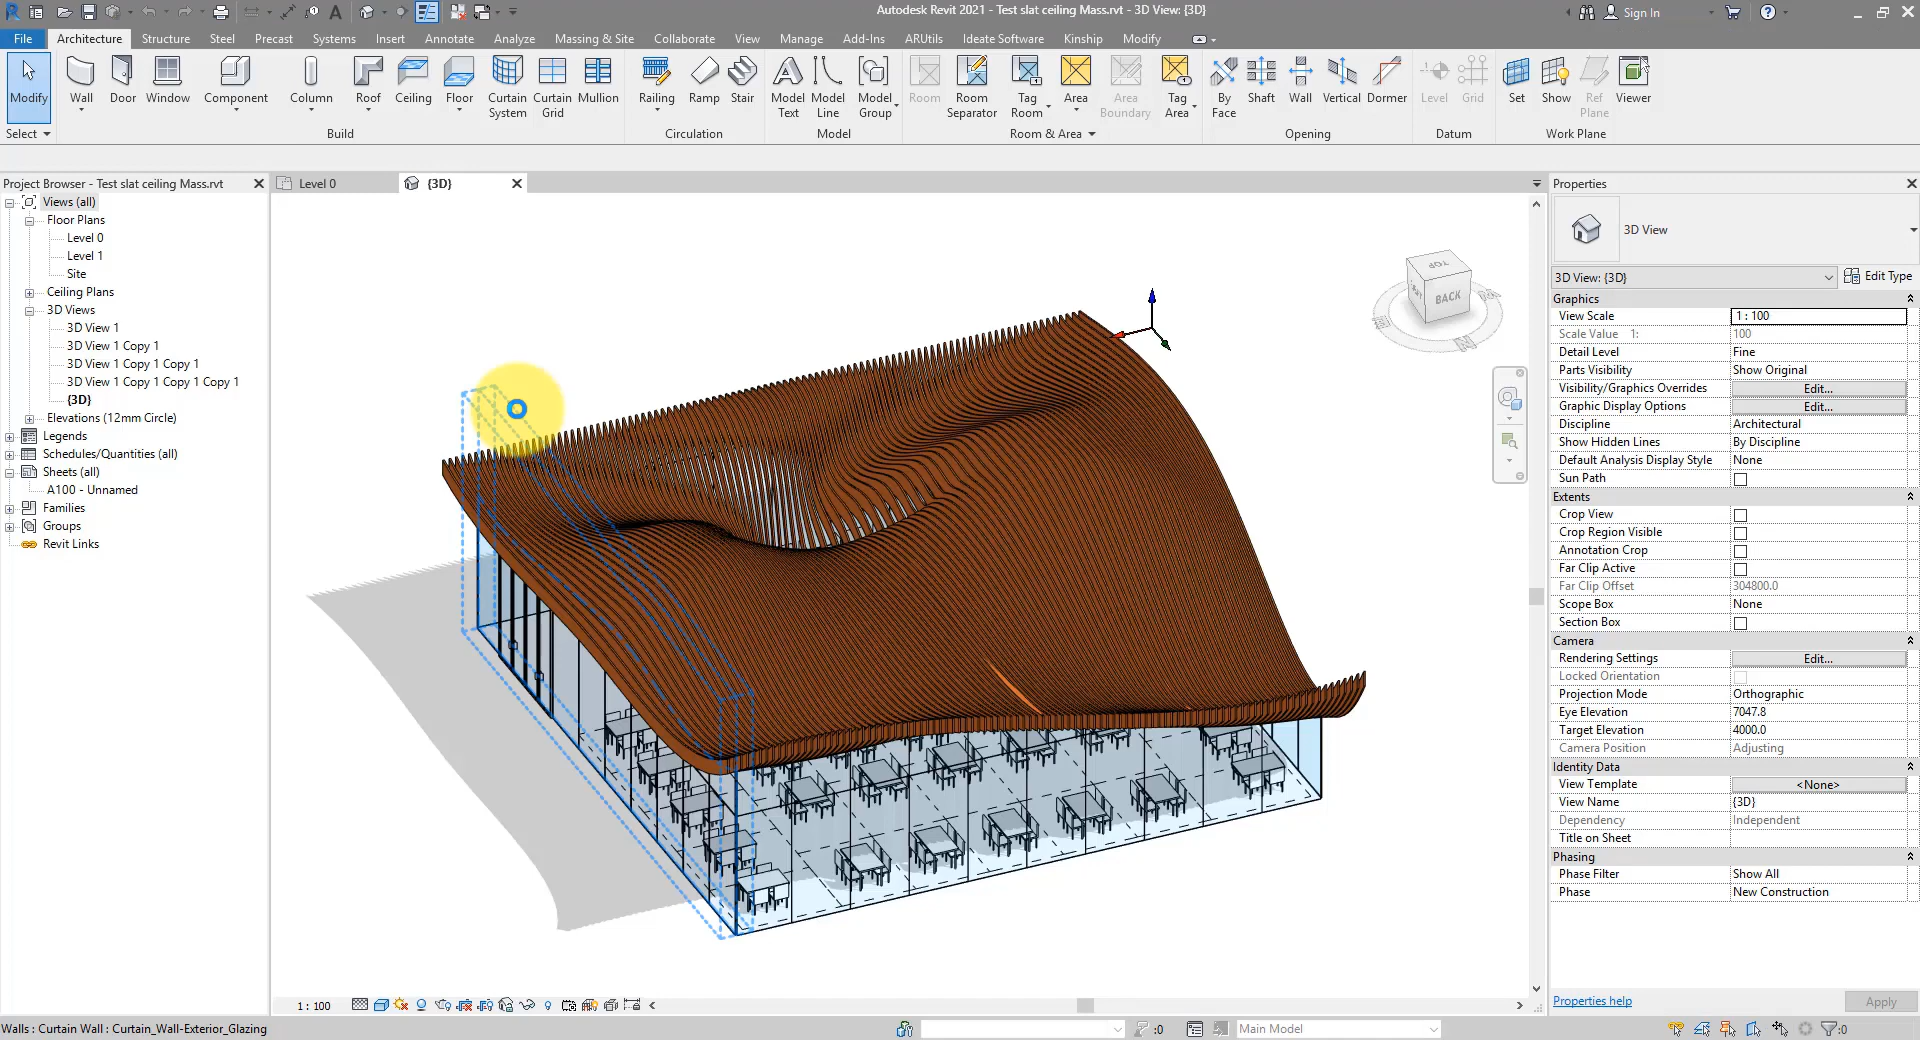 Autodesk Revit 2021 - Test slat ceiling Mass.rvt - 3D View: {3D}
Sign In
File Architecture Structure Steel Precast Systems Insert Annotate Analyze Massing & Site Collaborate View Manage Add-Ins ARUtils Ideate Software Kinship Modify
Modify Wall Door Window Component Column Roof Ceiling Floor Curtain System Curtain Grid Mullion Railing Ramp Stair Model Text Model Line Model Group Room Room Separator Tag Room Area Area Boundary Tag Area By Face Shaft Wall Vertical Dormer Level Grid Set Show Ref Plane Viewer
Select Build Circulation Model Room & Area Opening Datum Work Plane
Project Browser - Test slat ceiling Mass.rvt
Views (all)
Floor Plans
Level 0
Level 1
Site
Ceiling Plans
3D Views
3D View 1
3D View 1 Copy 1
3D View 1 Copy 1 Copy 1
3D View 1 Copy 1 Copy 1 Copy 1
{3D}
Elevations (12mm Circle)
Legends
Schedules/Quantities (all)
Sheets (all)
A100 - Unnamed
Families
Groups
Revit Links
Level 0
{3D}
TOP
BACK
1 : 100
Properties
3D View
3D View: {3D}
Edit Type
Graphics
View Scale 1 : 100
Scale Value 1: 100
Detail Level Fine
Parts Visibility Show Original
Visibility/Graphics Overrides Edit...
Graphic Display Options Edit...
Discipline Architectural
Show Hidden Lines By Discipline
Default Analysis Display Style None
Sun Path
Extents
Crop View
Crop Region Visible
Annotation Crop
Far Clip Active
Far Clip Offset 304800.0
Scope Box None
Section Box
Camera
Rendering Settings Edit...
Locked Orientation
Projection Mode Orthographic
Eye Elevation 7047.8
Target Elevation 4000.0
Camera Position Adjusting
Identity Data
View Template <None>
View Name {3D}
Dependency Independent
Title on Sheet
Phasing
Phase Filter Show All
Phase New Construction
Properties help
Apply
Walls : Curtain Wall : Curtain_Wall-Exterior_Glazing
:0
Main Model
:0